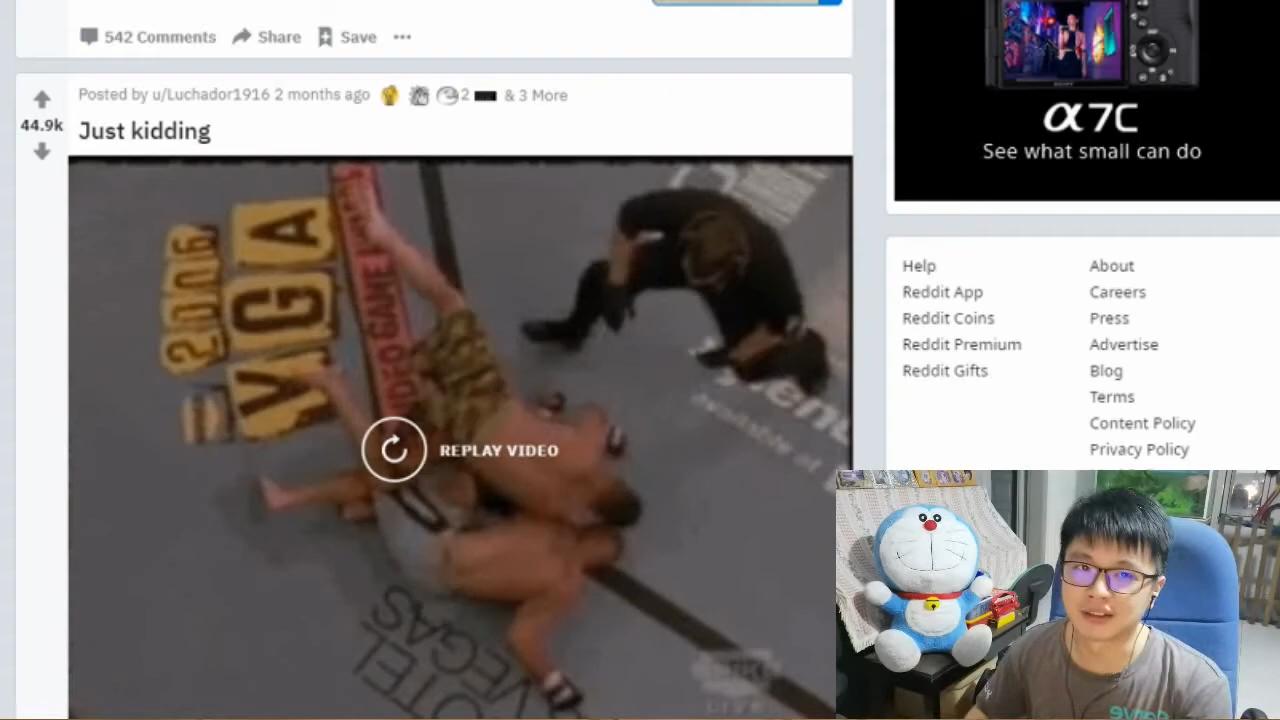 542 Comments Share Save
Posted by u/Luchador1916 2 months ago 2 & 3 More
44.9k
Just kidding
α7C
See what small can do
2006
VGA
VIDEO GAME
REPLAY VIDEO
HOTEL
VEGAS
Help
About
Reddit App
Careers
Reddit Coins
Press
Reddit Premium
Advertise
Reddit Gifts
Blog
Terms
Content Policy
Privacy Policy